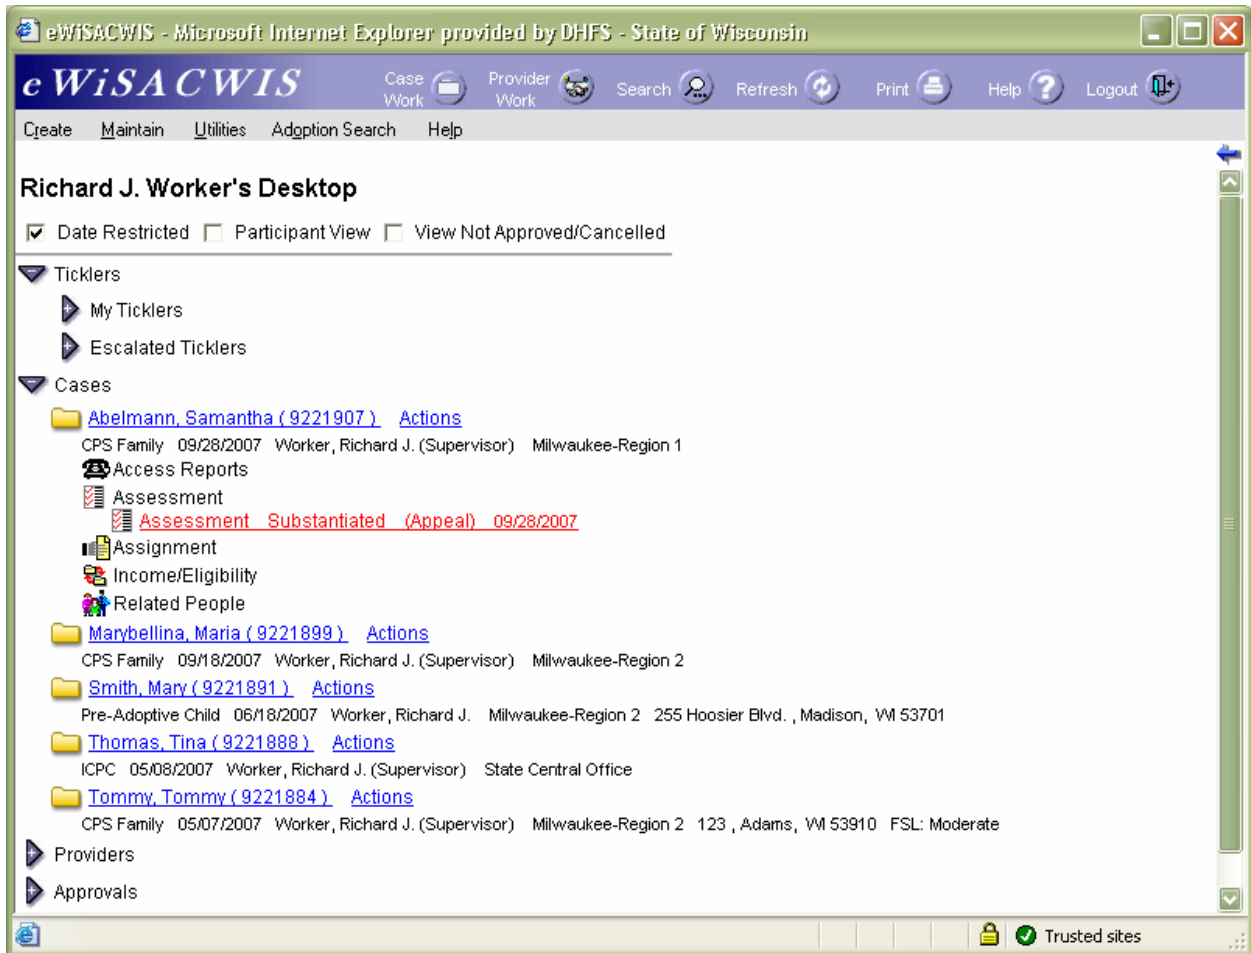 eWiSACWIS - Microsoft Internet Explorer provided by DHFS - State of Wisconsin
e WiSACWIS Case Work Provider Work Search Refresh Print Help Logout
Create Maintain Utilities Adoption Search Help
Richard J. Worker's Desktop
Date Restricted Participant View View Not Approved/Cancelled
Ticklers
My Ticklers
Escalated Ticklers
Cases
Abelmann, Samantha ( 9221907 ) Actions
CPS Family 09/28/2007 Worker, Richard J. (Supervisor) Milwaukee-Region 1
Access Reports
Assessment
Assessment Substantiated (Appeal) 09/28/2007
Assignment
Income/Eligibility
Related People
Marybellina, Maria ( 9221899 ) Actions
CPS Family 09/18/2007 Worker, Richard J. (Supervisor) Milwaukee-Region 2
Smith, Mary ( 9221891 ) Actions
Pre-Adoptive Child 06/18/2007 Worker, Richard J. Milwaukee-Region 2 255 Hoosier Blvd. , Madison, WI 53701
Thomas, Tina ( 9221888 ) Actions
ICPC 05/08/2007 Worker, Richard J. (Supervisor) State Central Office
Tommy, Tommy ( 9221884 ) Actions
CPS Family 05/07/2007 Worker, Richard J. (Supervisor) Milwaukee-Region 2 123 , Adams, WI 53910 FSL: Moderate
Providers
Approvals
Trusted sites